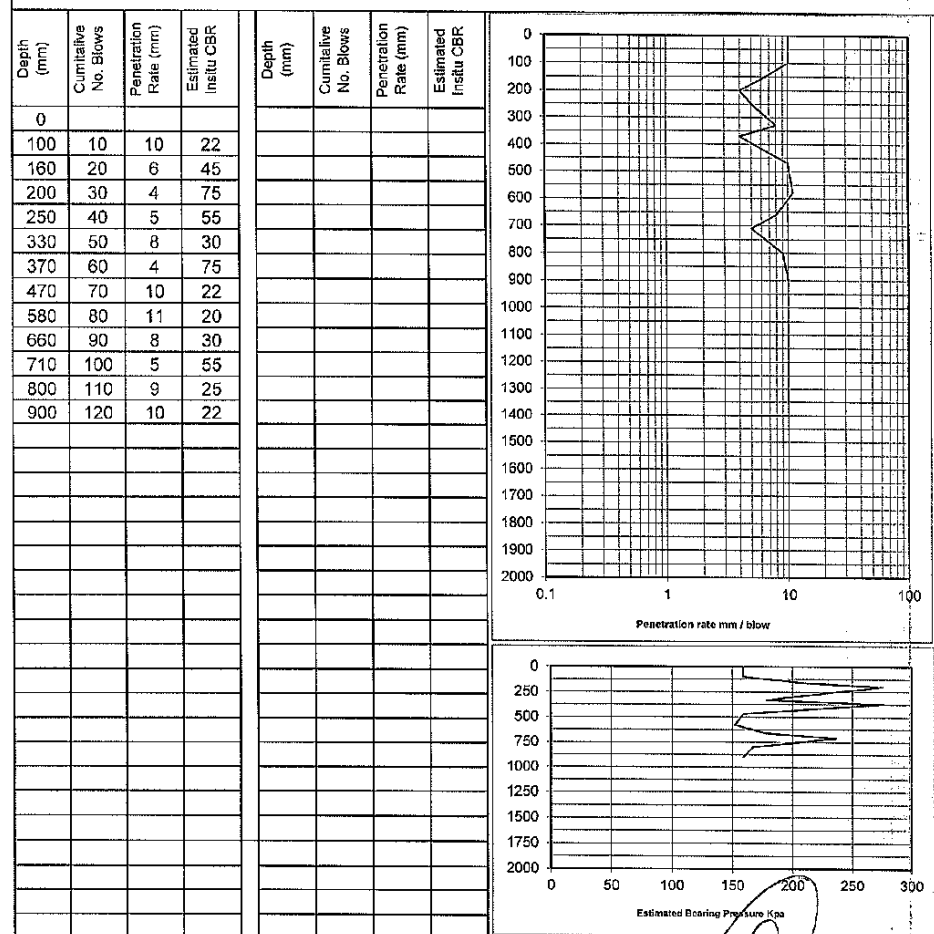 Depth (mm) Cumitalive No. Blows Penetration Rate (mm) Estimated Insitu CBR Depth (mm) Cumitalive No. Blows Penetration Rate (mm) Estimated Insitu CBR
0
100 10 10 22
160 20 6 45
200 30 4 75
250 40 5 55
330 50 8 30
370 60 4 75
470 70 10 22
580 80 11 20
660 90 8 30
710 100 5 55
800 110 9 25
900 120 10 22
0
100
200
300
400
500
600
700
800
900
1000
1100
1200
1300
1400
1500
1600
1700
1800
1900
2000
0.1 1 10 100
Penetration rate mm / blow
0
250
500
750
1000
1250
1500
1750
2000
0 50 100 150 200 250 300
Estimated Bearing Pressure Kpa